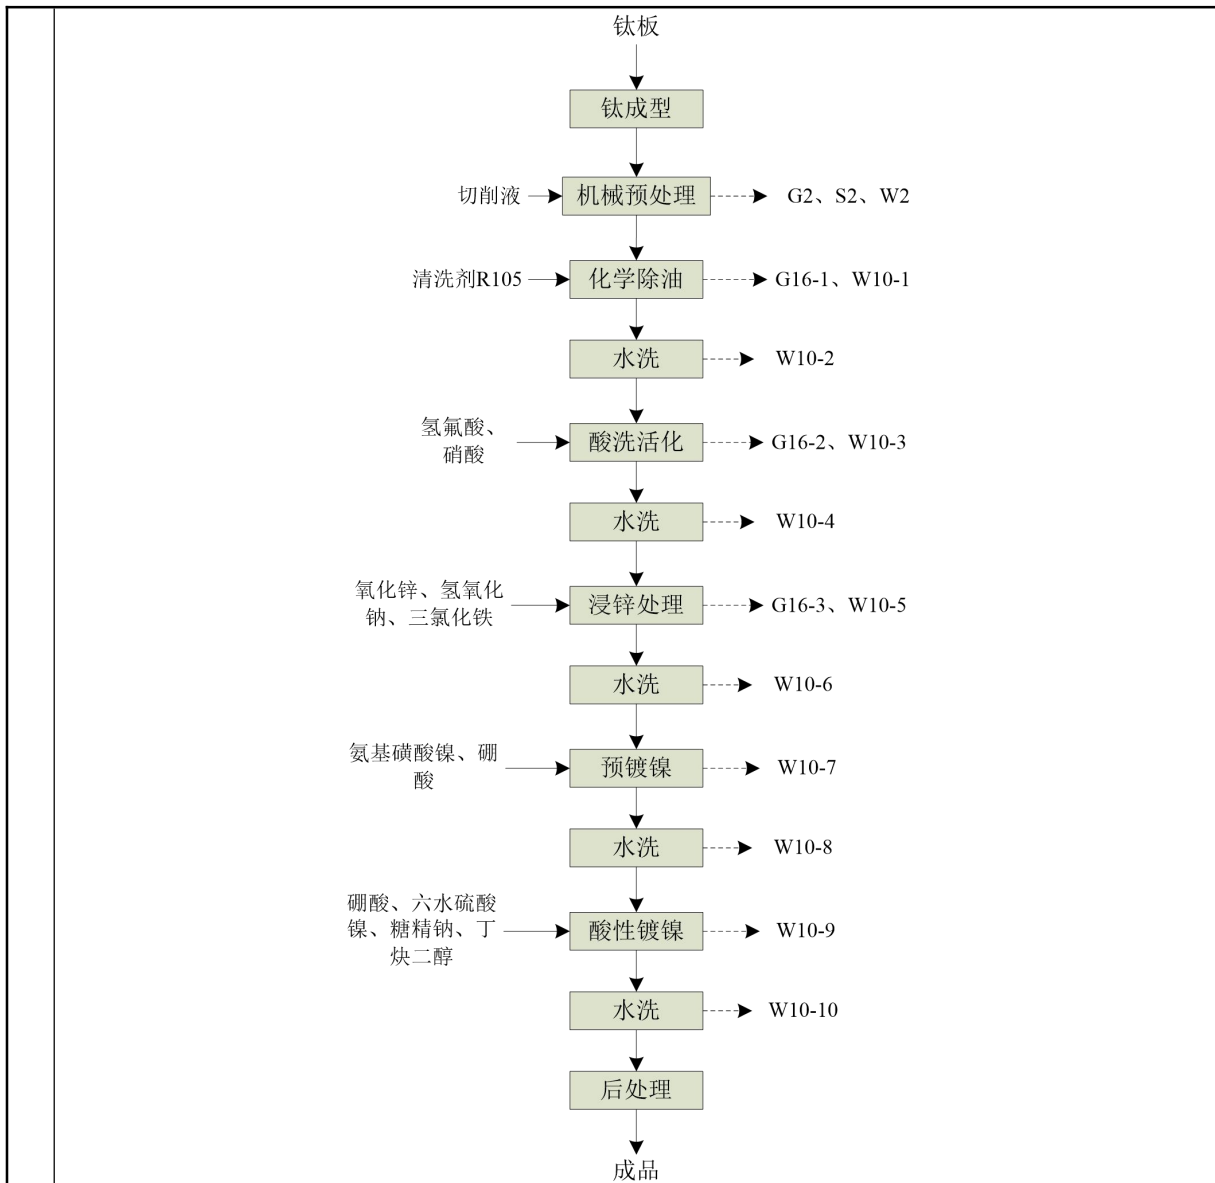 钛板
钛成型
切削液
机械预处理
G2、S2、W2
清洗剂R105
化学除油
G16-1、W10-1
水洗
W10-2
氢氟酸、
硝酸
酸洗活化
G16-2、W10-3
水洗
W10-4
氧化锌、氢氧化
钠、三氯化铁
浸锌处理
G16-3、W10-5
水洗
W10-6
氨基磺酸镍、硼
酸
预镀镍
W10-7
水洗
W10-8
硼酸、六水硫酸
镍、糖精钠、丁
炔二醇
酸性镀镍
W10-9
水洗
W10-10
后处理
成品